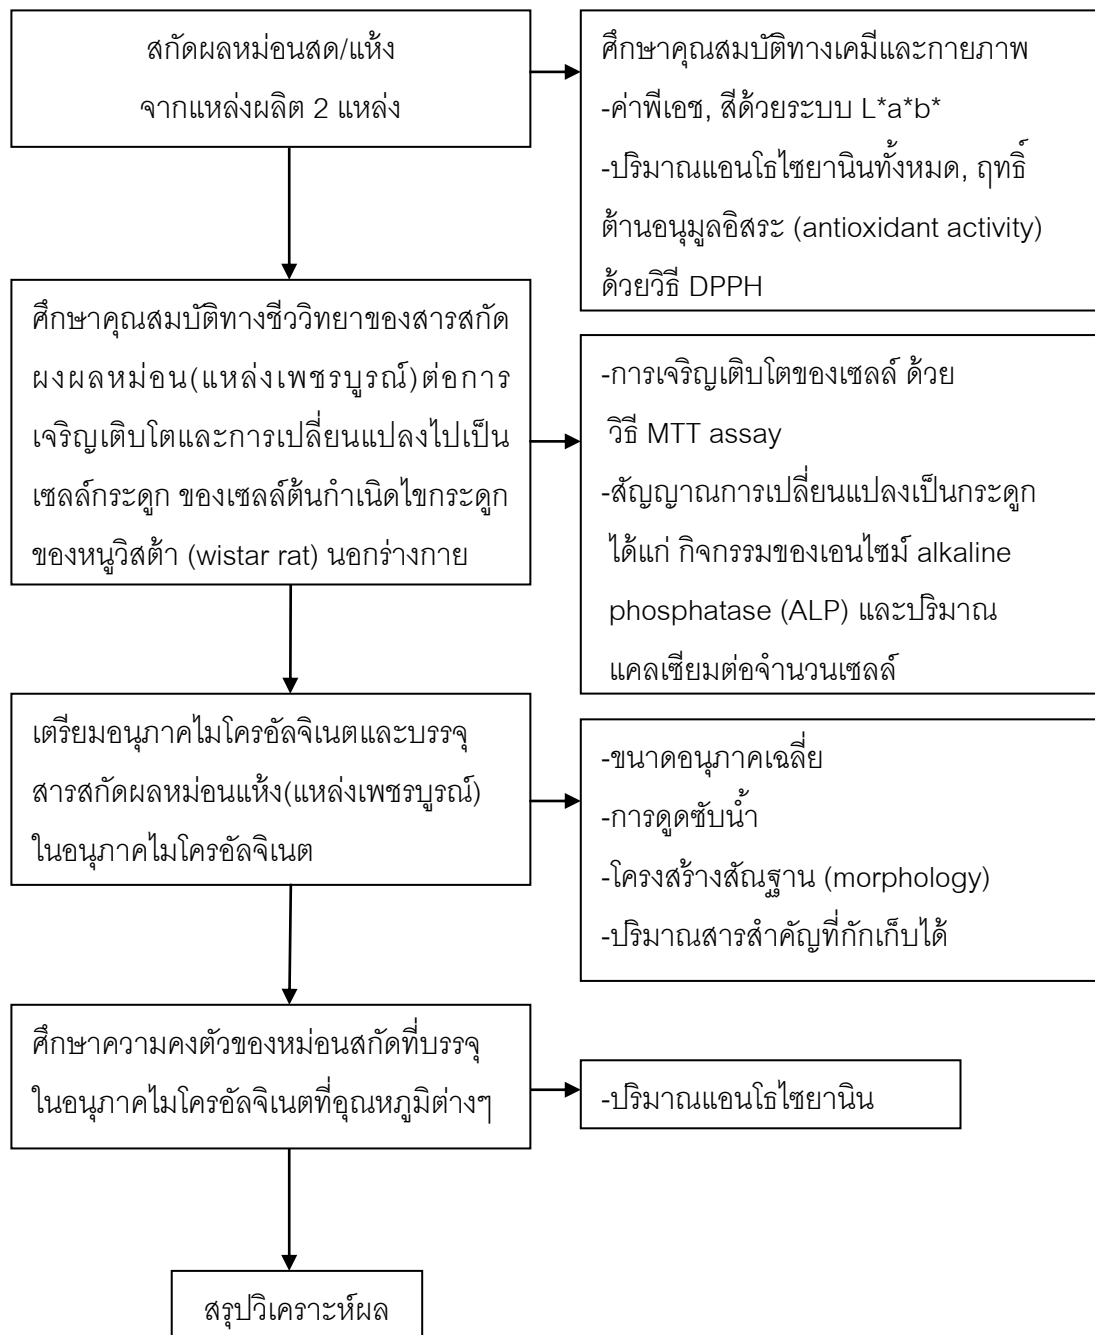 สกัดผลหม่อนสด/แห้ง
จากแหล่งผลิต 2 แหล่ง
ศึกษาคุณสมบัติทางเคมีและกายภาพ
-ค่าพีเอช, สีด้วยระบบ L*a*b*
-ปริมาณแอนโธไซยานินทั้งหมด, ฤทธิ์
ต้านอนุมูลอิสระ (antioxidant activity)
ด้วยวิธี DPPH
ศึกษาคุณสมบัติทางชีววิทยาของสารสกัด
ผงผลหม่อน(แหล่งเพชรบูรณ์)ต่อการ
เจริญเติบโตและการเปลี่ยนแปลงไปเป็น
เซลล์กระดูก ของเซลล์ต้นกำเนิดไขกระดูก
ของหนูวิสต้า (wistar rat) นอกร่างกาย
-การเจริญเติบโตของเซลล์ ด้วย
วิธี MTT assay
-สัญญาณการเปลี่ยนแปลงเป็นกระดูก
ได้แก่ กิจกรรมของเอนไซม์ alkaline
phosphatase (ALP) และปริมาณ
แคลเซียมต่อจำนวนเซลล์
เตรียมอนุภาคไมโครอัลจิเนตและบรรจุ
สารสกัดผลหม่อนแห้ง(แหล่งเพชรบูรณ์)
ในอนุภาคไมโครอัลจิเนต
-ขนาดอนุภาคเฉลี่ย
-การดูดซับน้ำ
-โครงสร้างสัณฐาน (morphology)
-ปริมาณสารสำคัญที่กักเก็บได้
ศึกษาความคงตัวของหม่อนสกัดที่บรรจุ
ในอนุภาคไมโครอัลจิเนตที่อุณหภูมิต่างๆ
-ปริมาณแอนโธไซยานิน
สรุปวิเคราะห์ผล